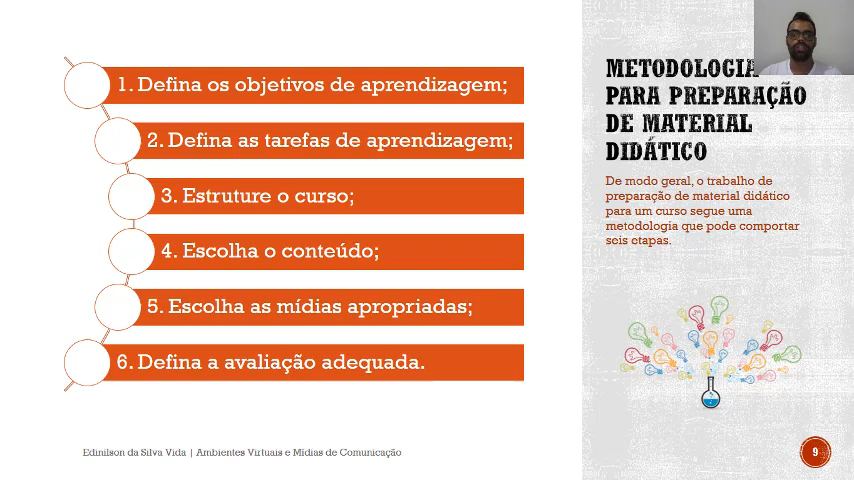 1. Defina os objetivos de aprendizagem;
2. Defina as tarefas de aprendizagem;
3. Estruture o curso;
4. Escolha o conteúdo;
5. Escolha as mídias apropriadas;
6. Defina a avaliação adequada.
METODOLOGIA
PARA PREPARAÇÃO
DE MATERIAL
DIDÁTICO
De modo geral, o trabalho de
preparação de material didático
para um curso segue uma
metodologia que pode comportar
seis etapas.
Edinilson da Silva Vida | Ambientes Virtuais e Mídias de Comunicação
9